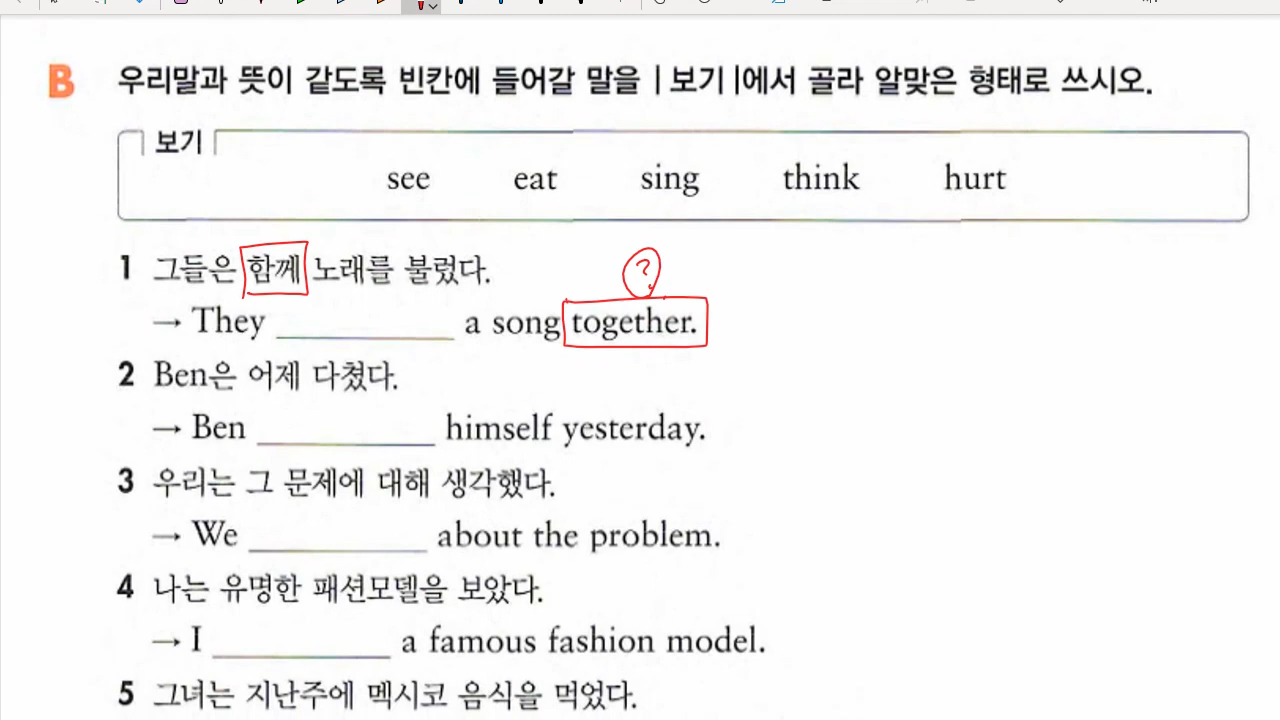 B 우리말과 뜻이 같도록 빈칸에 들어갈 말을 | 보기 |에서 골라 알맞은 형태로 쓰시오.
보기
see eat sing think hurt
1 그들은 함께 노래를 불렀다.
?
→ They __________ a song together.
2 Ben은 어제 다쳤다.
→ Ben __________ himself yesterday.
3 우리는 그 문제에 대해 생각했다.
→ We __________ about the problem.
4 나는 유명한 패션모델을 보았다.
→ I __________ a famous fashion model.
5 그녀는 지난주에 멕시코 음식을 먹었다.